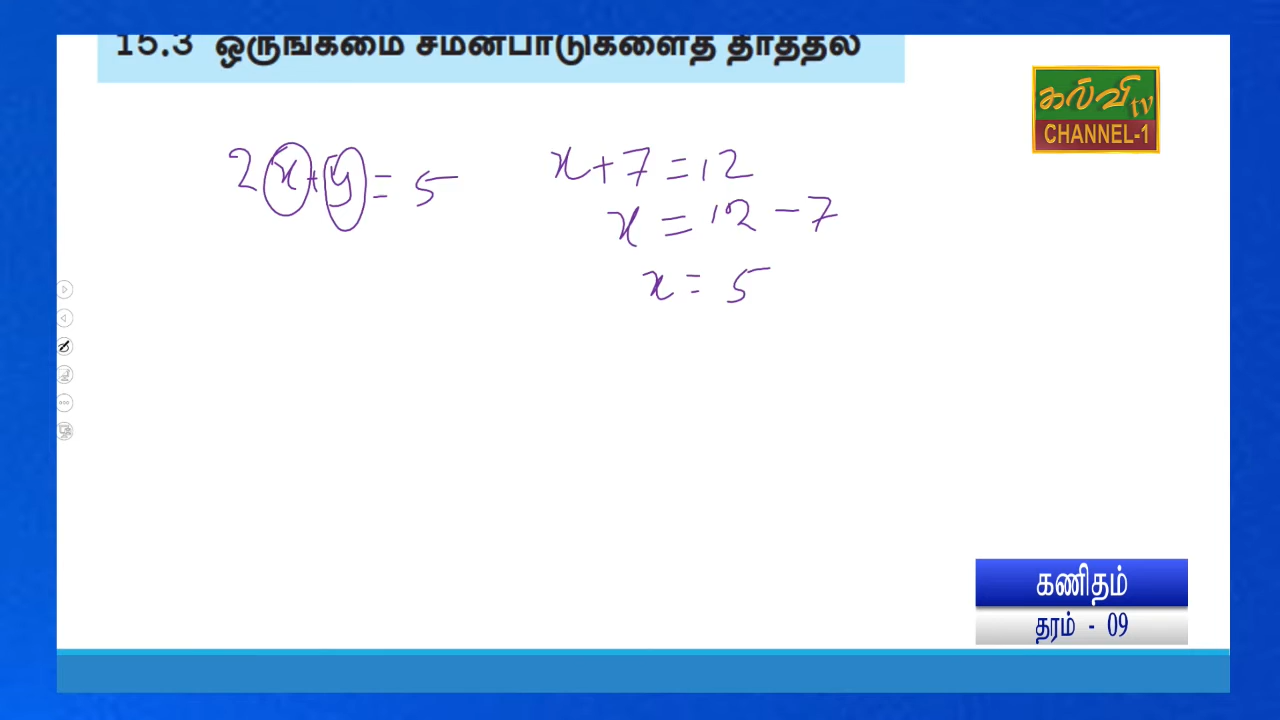 15.3 ஒருங்கமை சமன்பாடுகளைத் தீர்த்தல்
2x+y = 5
x+7 = 12
x = 12 - 7
x = 5
கல்வி tv
CHANNEL-1
கணிதம்
தரம் - 09